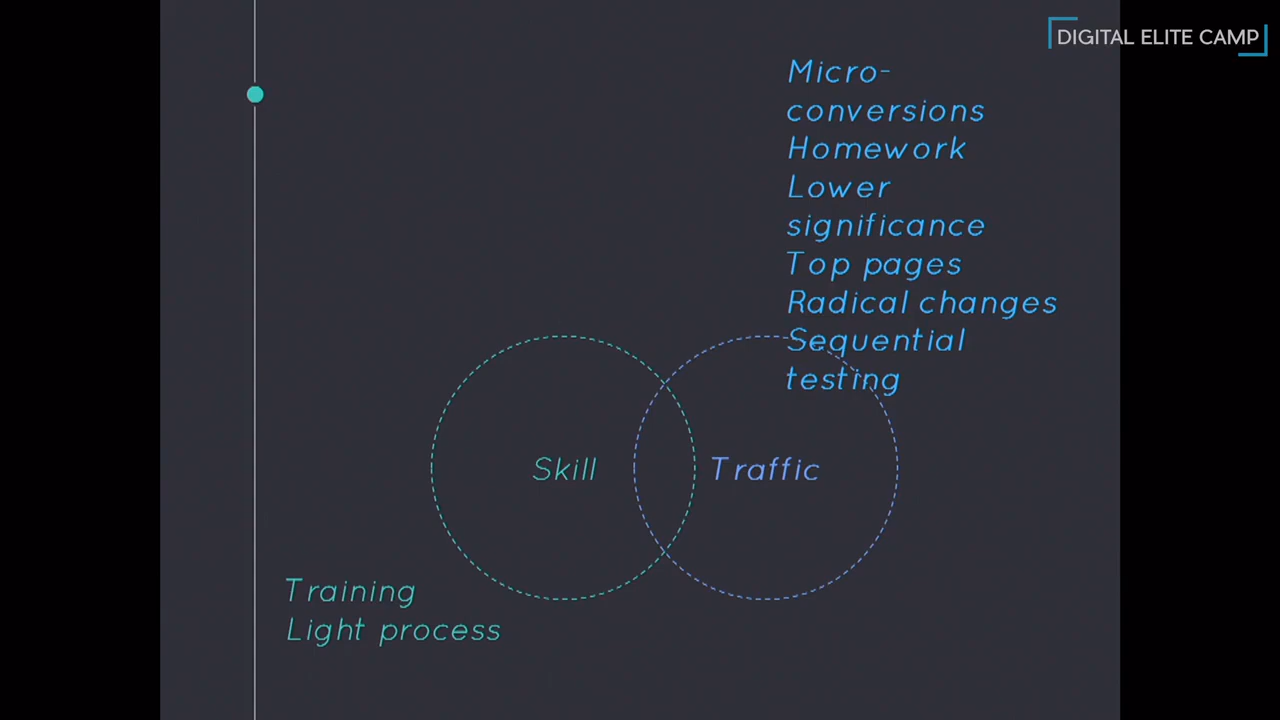 DIGITAL ELITE CAMP
Micro-
conversions
Homework
Lower
significance
Top pages
Radical changes
Sequential
testing
Skill
Traffic
Training
Light process